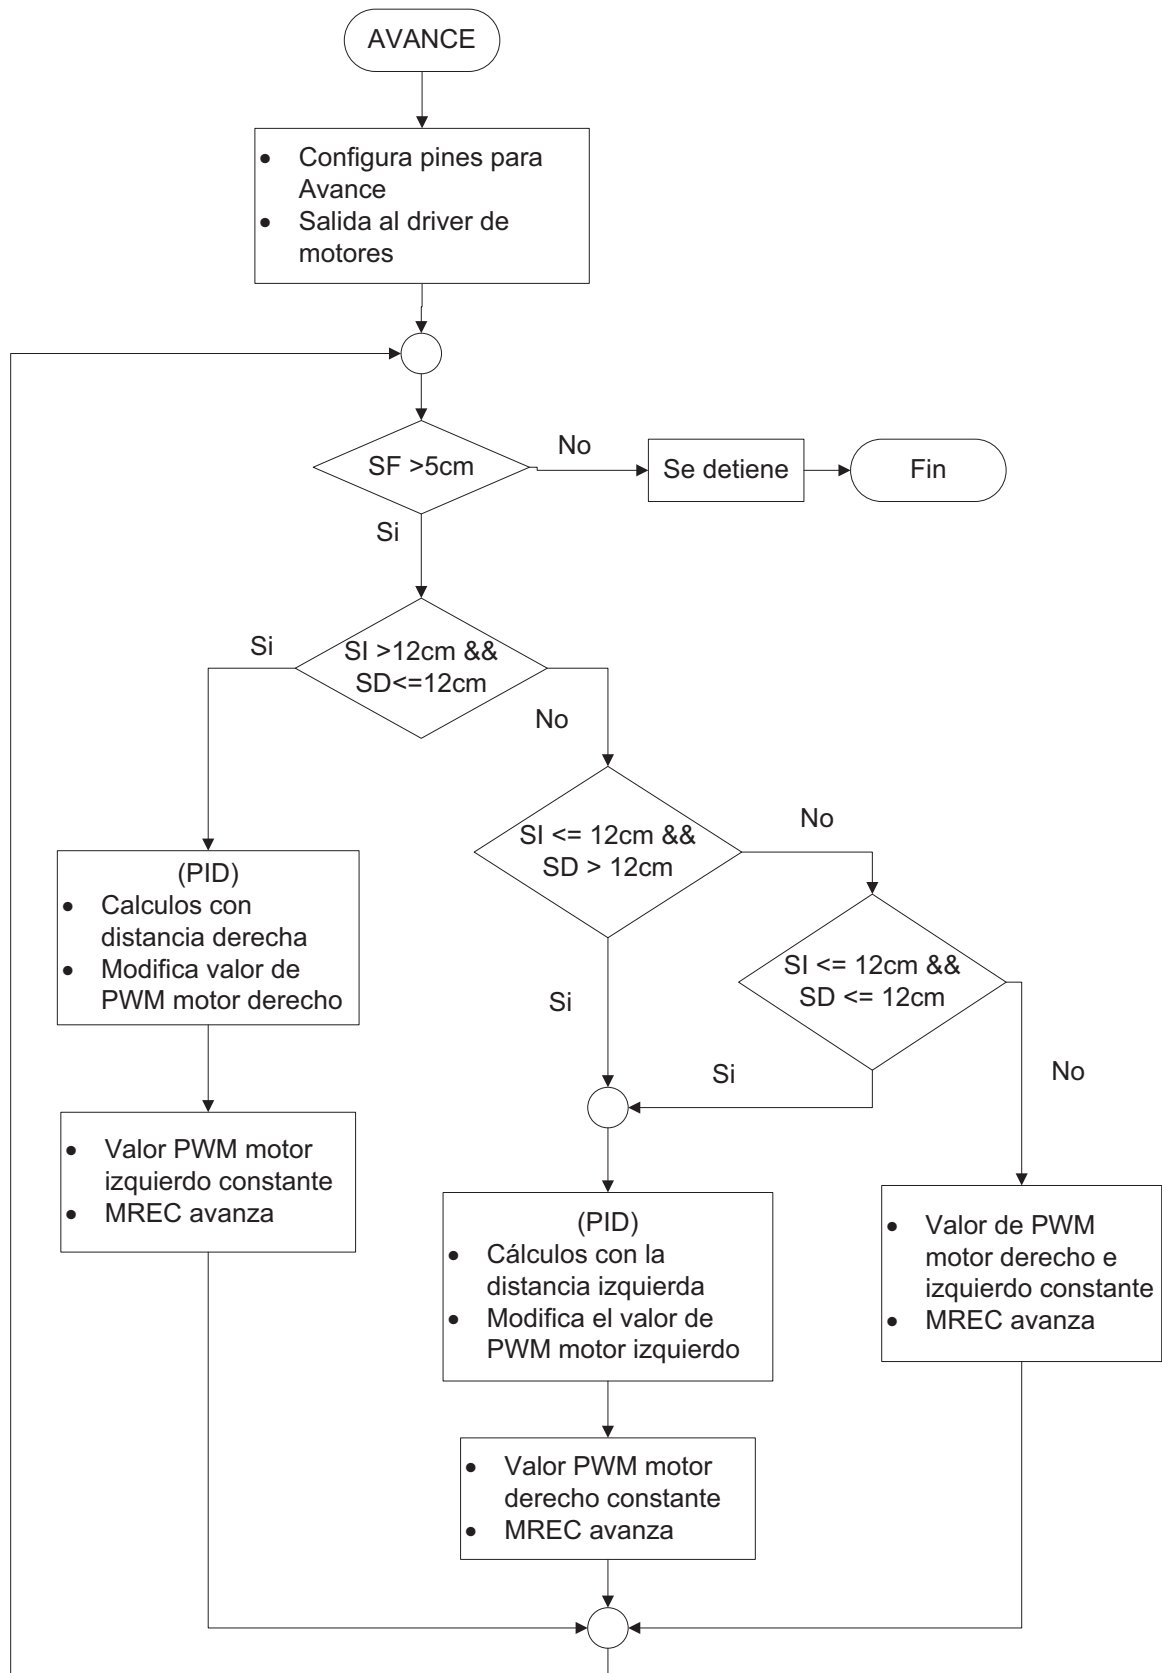 AVANCE
• Configura pines para
Avance
• Salida al driver de
motores
SF >5cm
No
Se detiene
Fin
Si
SI >12cm &&
SD<=12cm
Si
No
SI <= 12cm &&
SD > 12cm
No
(PID)
• Calculos con
distancia derecha
• Modifica valor de
PWM motor derecho
SI <= 12cm &&
SD <= 12cm
Si
Si
No
• Valor PWM motor
izquierdo constante
• MREC avanza
(PID)
• Cálculos con la
distancia izquierda
• Modifica el valor de
PWM motor izquierdo
• Valor de PWM
motor derecho e
izquierdo constante
• MREC avanza
• Valor PWM motor
derecho constante
• MREC avanza